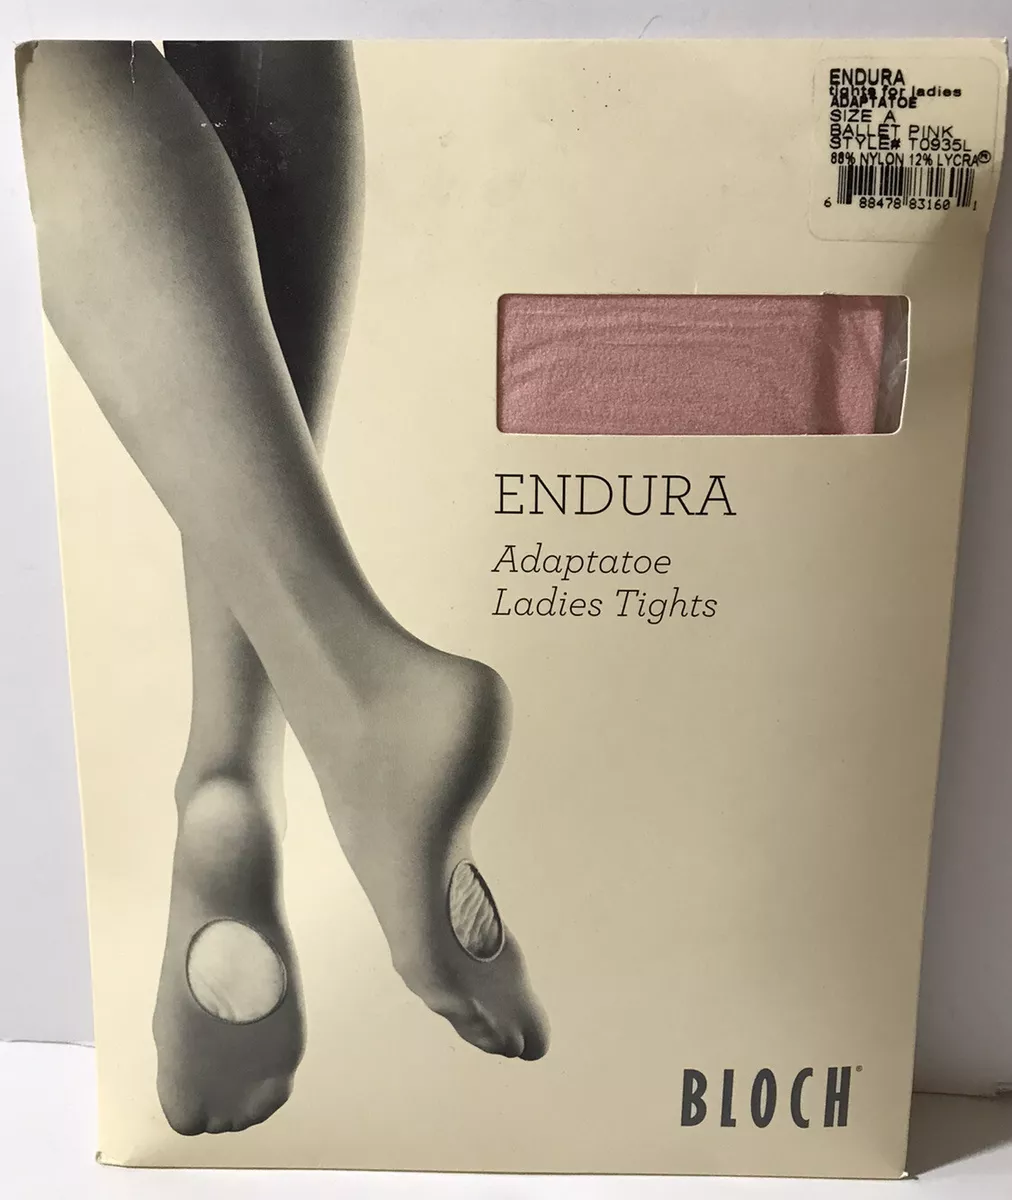 ENDURA
tights for ladies
ADAPTATOE
SIZE A
BALLET PINK
STYLE# T0935L
88% NYLON 12% LYCRA®
6 88478 83160 1
ENDURA
Adaptatoe
Ladies Tights
BLOCH®